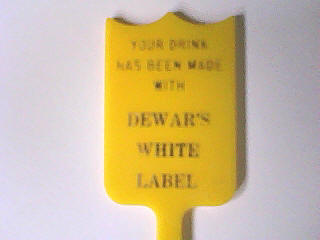 YOUR DRINK
HAS BEEN MADE
WITH
DEWAR'S
WHITE
LABEL